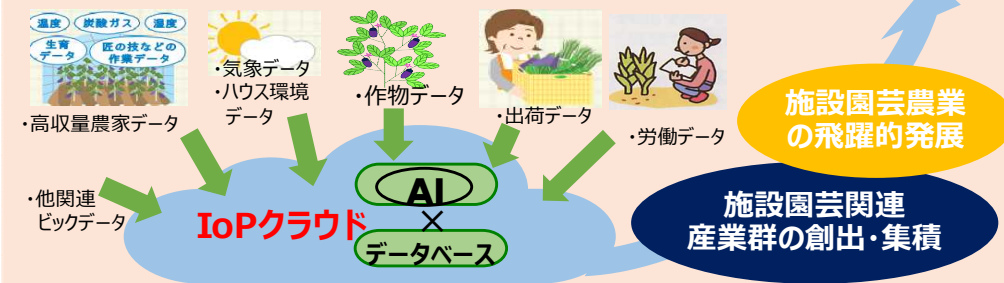 温度
炭酸ガス
湿度
生育
データ
匠の技などの
作業データ
・高収量農家データ
・気象データ
・ハウス環境
データ
・作物データ
・出荷データ
・労働データ
・他関連
ビックデータ
IoPクラウド
AI
×
データベース
施設園芸農業
の飛躍的発展
施設園芸関連
産業群の創出・集積